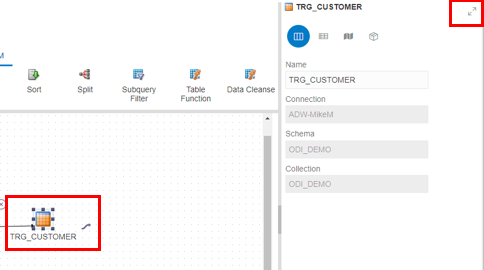 M
Sort
Split
Subquery
Filter
Table
Function
Data Cleanse
TRG_CUSTOMER
TRG_CUSTOMER
Name
TRG_CUSTOMER
Connection
ADW-MikeM
Schema
ODI_DEMO
Collection
ODI_DEMO